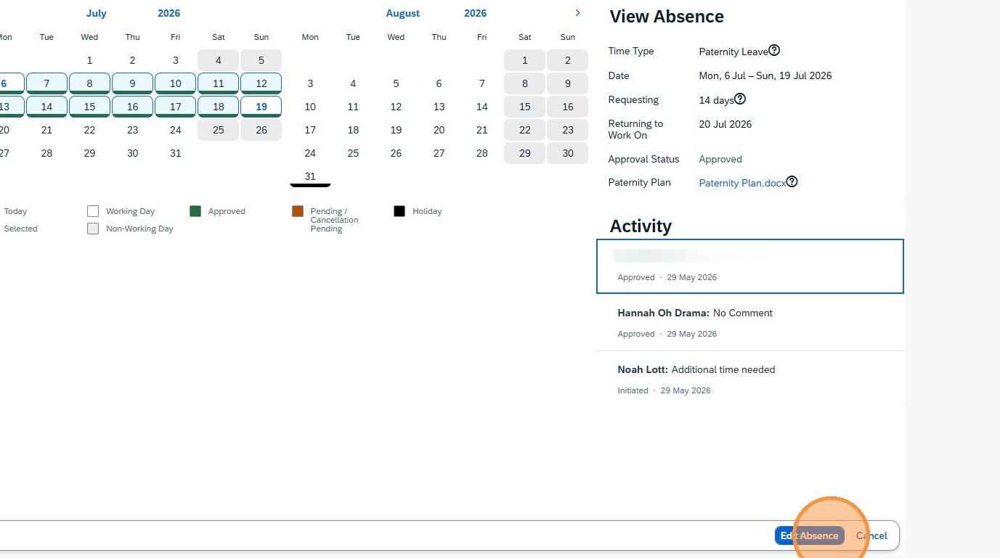 July 2026
Mon Tue Wed Thu Fri Sat Sun
1 2 3 4 5
6 7 8 9 10 11 12
13 14 15 16 17 18 19
20 21 22 23 24 25 26
27 28 29 30 31
August 2026
Mon Tue Wed Thu Fri Sat Sun
1 2
3 4 5 6 7 8 9
10 11 12 13 14 15 16
17 18 19 20 21 22 23
24 25 26 27 28 29 30
31
Today
Working Day
Approved
Pending /
Cancellation
Pending
Holiday
Selected
Non-Working Day
View Absence
Time Type Paternity Leave
Date Mon, 6 Jul – Sun, 19 Jul 2026
Requesting 14 days
Returning to
Work On
20 Jul 2026
Approval Status Approved
Paternity Plan Paternity Plan.docx
Activity
Approved · 29 May 2026
Hannah Oh Drama: No Comment
Approved · 29 May 2026
Noah Lott: Additional time needed
Initiated · 29 May 2026
Edit Absence
Cancel